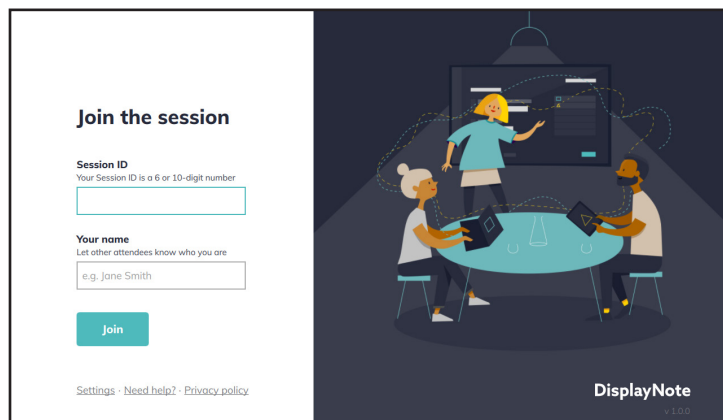 Join the session
Session ID
Your Session ID is a 6 or 10-digit number
Your name
Let other attendees know who you are
e.g. Jane Smith
Join
Settings · Need help? · Privacy policy
DisplayNote
v 1.0.0